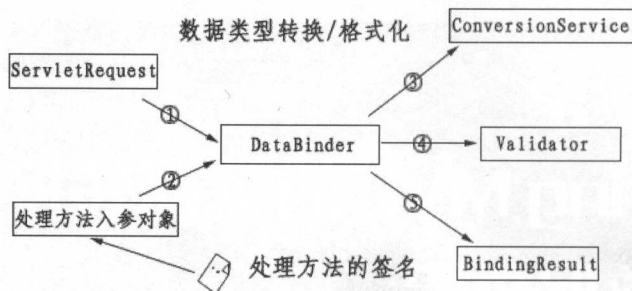 数据类型转换/格式化
ConversionService
ServletRequest
①
③
DataBinder
④
Validator
②
⑤
处理方法入参对象
处理方法的签名
BindingResult